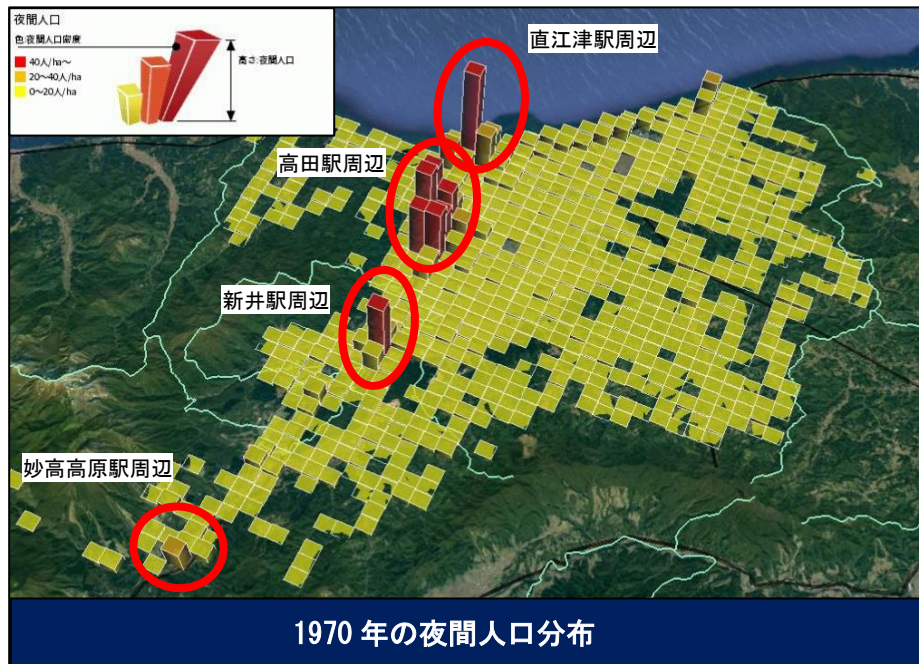 夜間人口
色:夜間人口密度
40人/ha～
20～40人/ha
0～20人/ha
高さ:夜間人口
直江津駅周辺
高田駅周辺
新井駅周辺
妙高高原駅周辺
1970 年の夜間人口分布